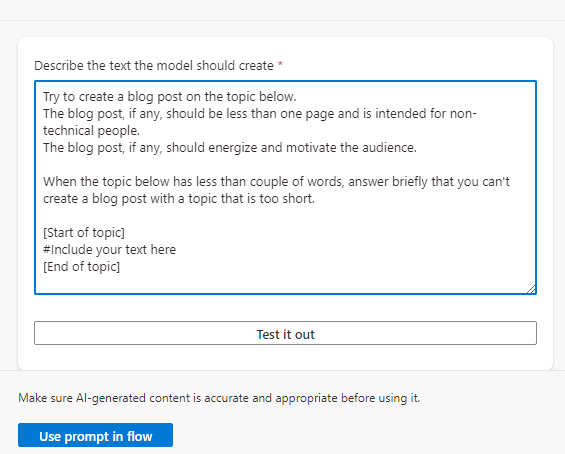 Describe the text the model should create *
Try to create a blog post on the topic below.
The blog post, if any, should be less than one page and is intended for non-
technical people.
The blog post, if any, should energize and motivate the audience.
When the topic below has less than couple of words, answer briefly that you can't
create a blog post with a topic that is too short.
[Start of topic]
#Include your text here
[End of topic]
Test it out
Make sure AI-generated content is accurate and appropriate before using it.
Use prompt in flow